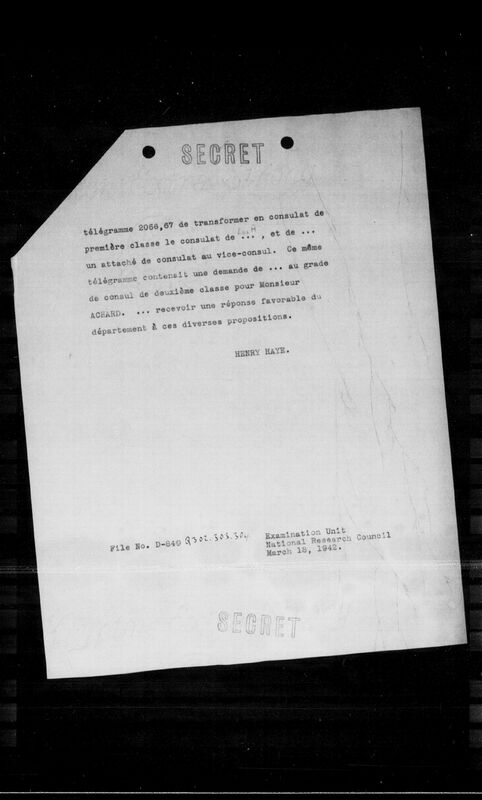 SECRET
télégramme 2066,67 de transformer en consulat de
première classe le consulat de ... , et de ...
un attaché de consulat au vice-consul. Ce même
télégramme contenait une demande de ... au grade
de consul de deuxième classe pour Monsieur
ACHARD. ... recevoir une réponse favorable du
département à ces diverses propositions.
HENRY HAYE.
File No. D-849
Examination Unit
National Research Council
March 18, 1942.
SECRET